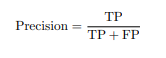 Precision = TP / TP + FP